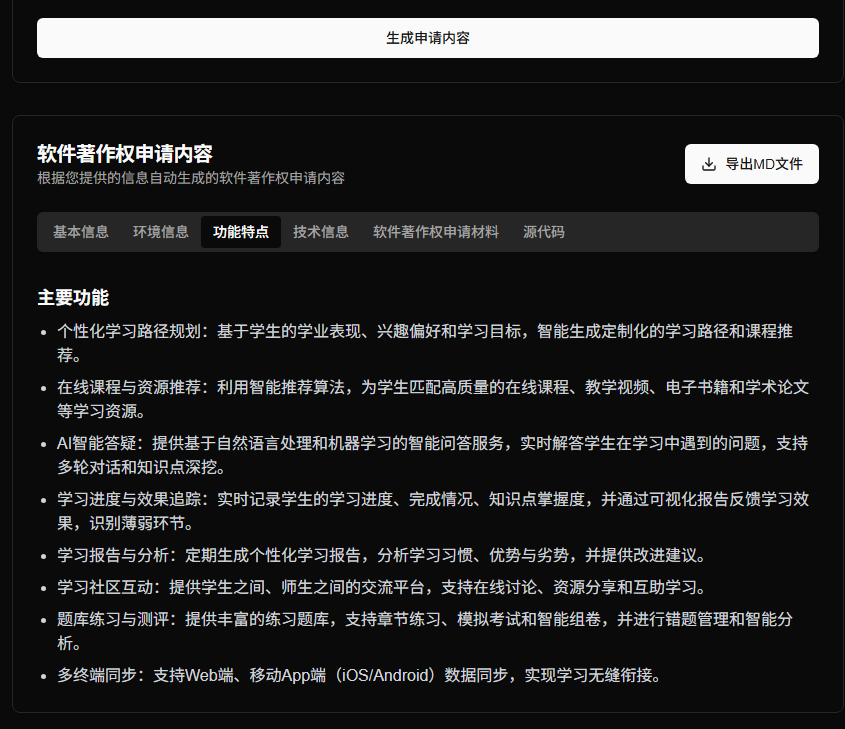 生成申请内容
软件著作权申请内容
根据您提供的信息自动生成的软件著作权申请内容
导出MD文件
基本信息 环境信息 功能特点 技术信息 软件著作权申请材料 源代码
主要功能
• 个性化学习路径规划：基于学生的学业表现、兴趣偏好和学习目标，智能生成定制化的学习路径和课程推
荐。
• 在线课程与资源推荐：利用智能推荐算法，为学生匹配高质量的在线课程、教学视频、电子书籍和学术论文
等学习资源。
• AI智能答疑：提供基于自然语言处理和机器学习的智能问答服务，实时解答学生在学习中遇到的问题，支持
多轮对话和知识点深挖。
• 学习进度与效果追踪：实时记录学生的学习进度、完成情况、知识点掌握度，并通过可视化报告反馈学习效
果，识别薄弱环节。
• 学习报告与分析：定期生成个性化学习报告，分析学习习惯、优势与劣势，并提供改进建议。
• 学习社区互动：提供学生之间、师生之间的交流平台，支持在线讨论、资源分享和互助学习。
• 题库练习与测评：提供丰富的练习题库，支持章节练习、模拟考试和智能组卷，并进行错题管理和智能分
析。
• 多终端同步：支持Web端、移动App端（iOS/Android）数据同步，实现学习无缝衔接。